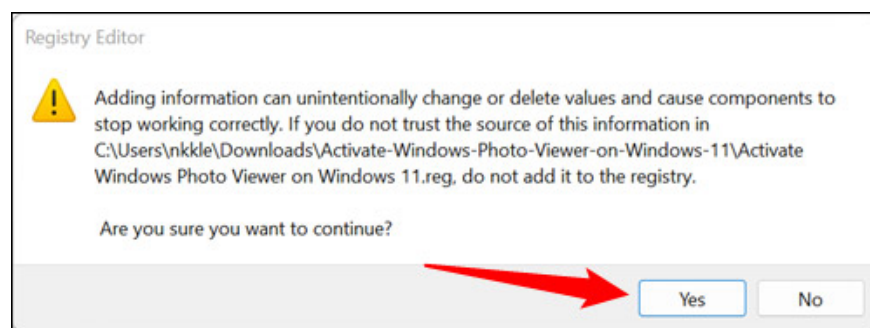 Registry Editor
Adding information can unintentionally change or delete values and cause components to
stop working correctly. If you do not trust the source of this information in
C:\Users\nkkle\Downloads\Activate-Windows-Photo-Viewer-on-Windows-11\Activate
Windows Photo Viewer on Windows 11.reg, do not add it to the registry.
Are you sure you want to continue?
Yes No